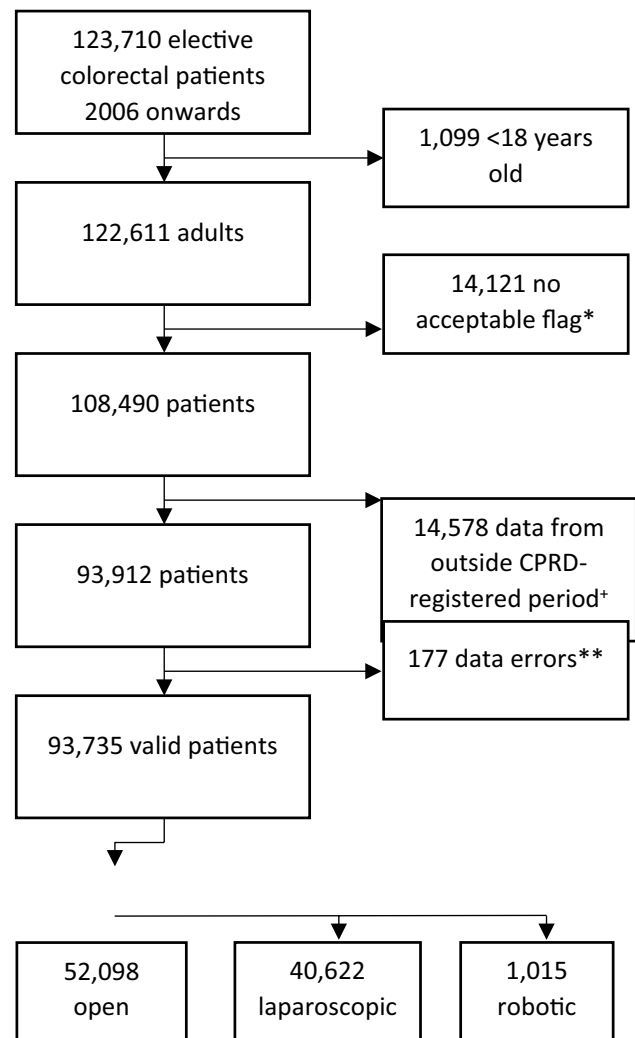 123,710 elective
colorectal patients
2006 onwards
1,099 <18 years
old
122,611 adults
14,121 no
acceptable flag*
108,490 patients
14,578 data from
outside CPRD-
registered period⁺
93,912 patients
177 data errors**
93,735 valid patients
52,098
open
40,622
laparoscopic
1,015
robotic